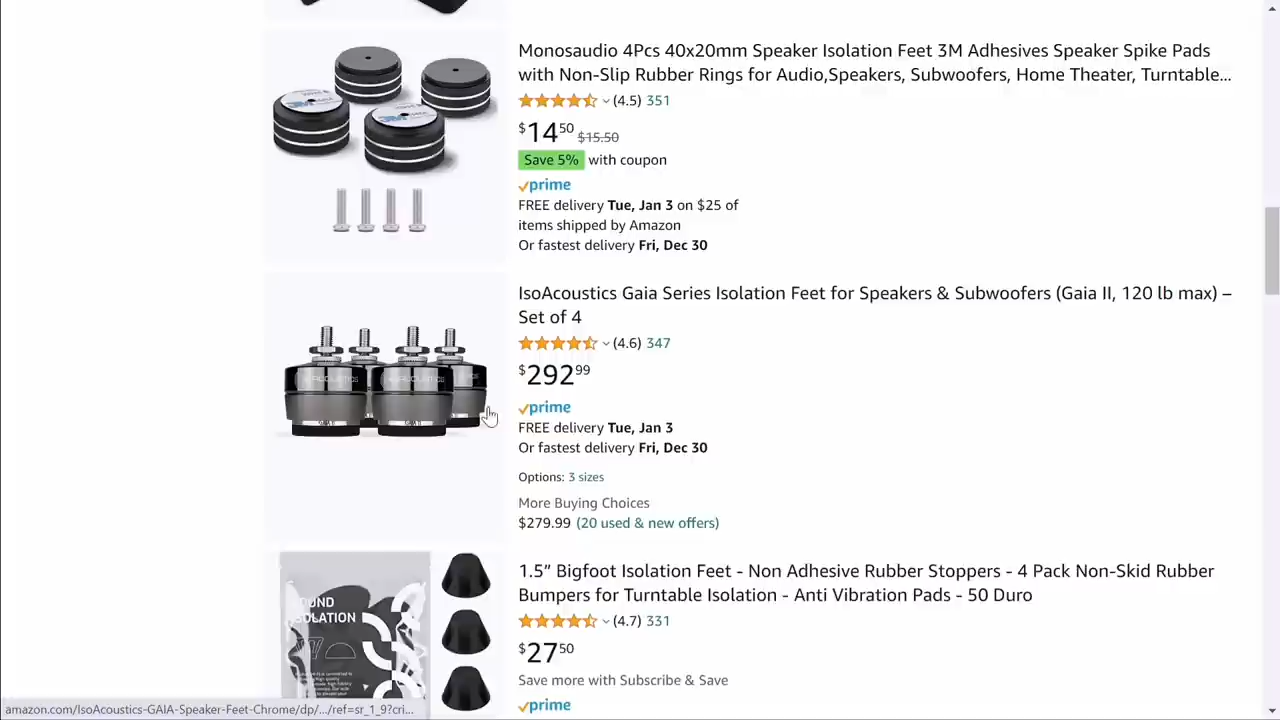 Monosaudio 4Pcs 40x20mm Speaker Isolation Feet 3M Adhesives Speaker Spike Pads
with Non-Slip Rubber Rings for Audio,Speakers, Subwoofers, Home Theater, Turntable...
(4.5) 351
$14.50 $15.50
Save 5% with coupon
prime
FREE delivery Tue, Jan 3 on $25 of
items shipped by Amazon
Or fastest delivery Fri, Dec 30
IsoAcoustics Gaia Series Isolation Feet for Speakers & Subwoofers (Gaia II, 120 lb max) –
Set of 4
(4.6) 347
$292.99
prime
FREE delivery Tue, Jan 3
Or fastest delivery Fri, Dec 30
Options: 3 sizes
More Buying Choices
$279.99 (20 used & new offers)
GAIA II
GAIA II
1.5” Bigfoot Isolation Feet - Non Adhesive Rubber Stoppers - 4 Pack Non-Skid Rubber
Bumpers for Turntable Isolation - Anti Vibration Pads - 50 Duro
(4.7) 331
$27.50
Save more with Subscribe & Save
prime
OUND
SOLATION
amazon.com/IsoAcoustics-GAIA-Speaker-Feet-Chrome/dp/.../ref=sr_1_9?cri...